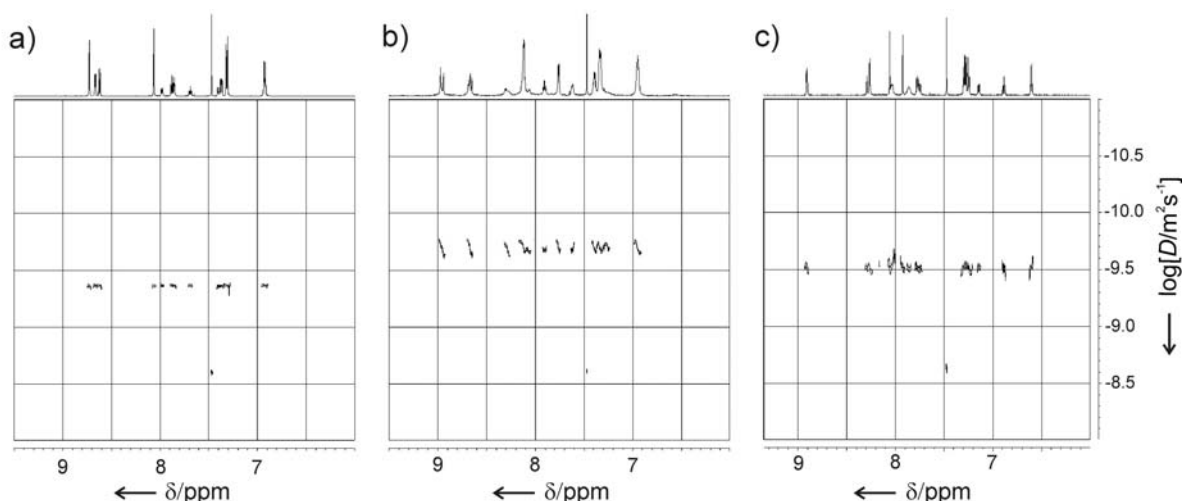 a)
b)
c)
-10.5
-10.0
-9.5
-9.0
-8.5
log[D/m²s⁻¹]
9 8 7
9 8 7
9 8 7
δ/ppm
δ/ppm
δ/ppm